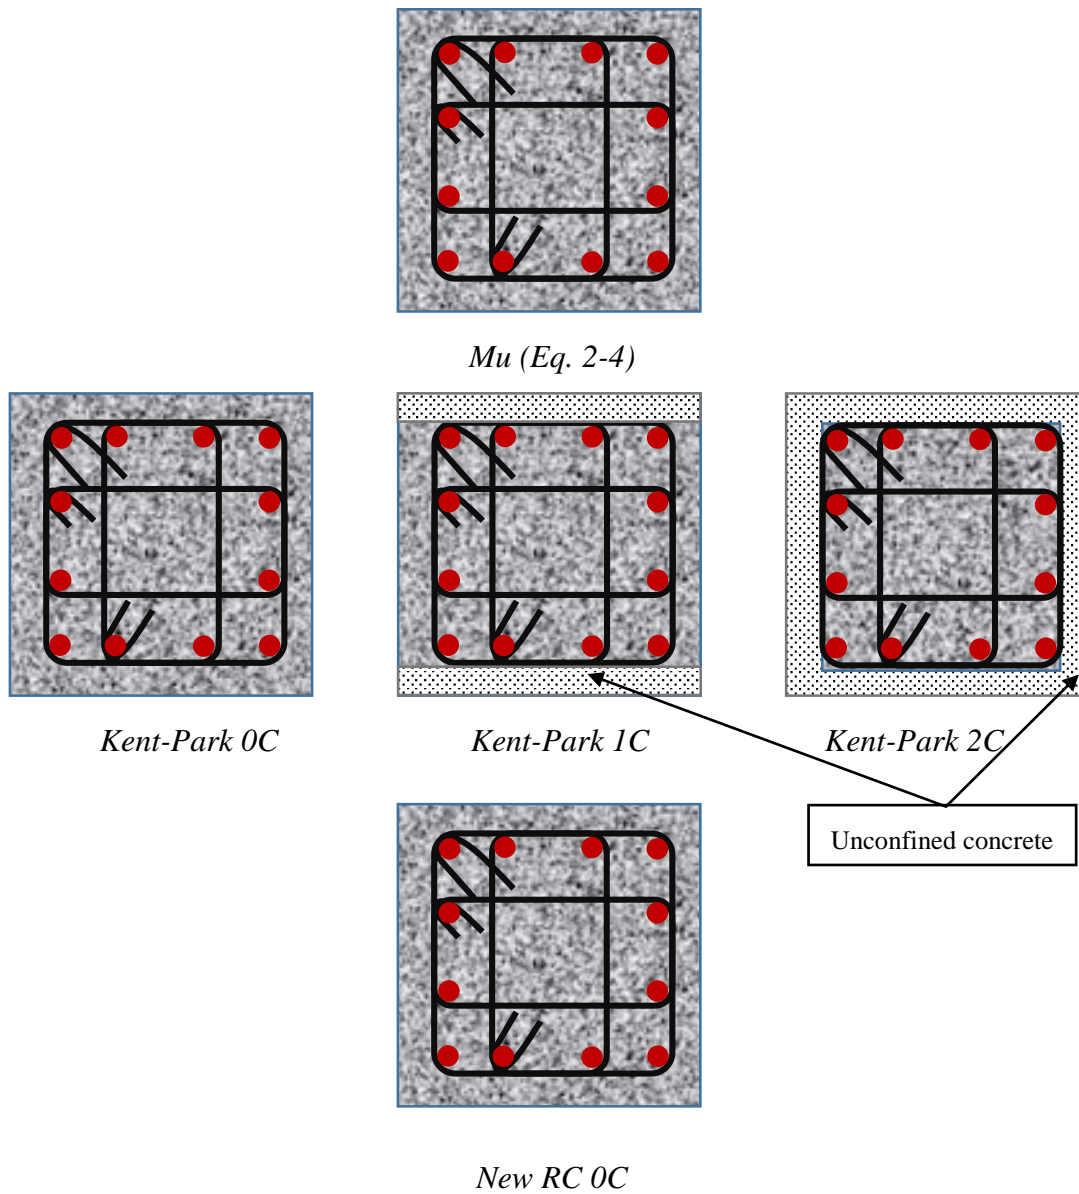 Mu (Eq. 2-4)
Kent-Park 0C
Kent-Park 1C
Kent-Park 2C
Unconfined concrete
New RC 0C